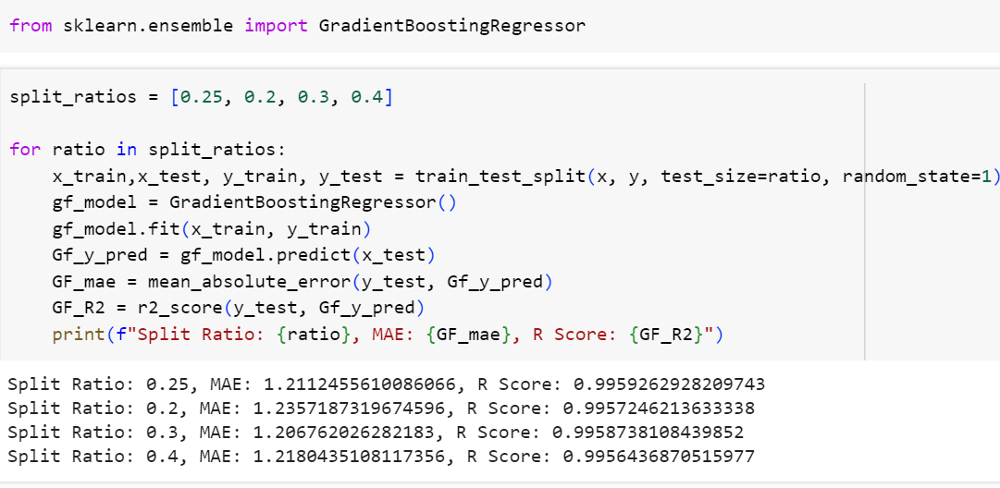 from sklearn.ensemble import GradientBoostingRegressor
split_ratios = [0.25, 0.2, 0.3, 0.4]
for ratio in split_ratios:
    x_train,x_test, y_train, y_test = train_test_split(x, y, test_size=ratio, random_state=1)
    gf_model = GradientBoostingRegressor()
    gf_model.fit(x_train, y_train)
    Gf_y_pred = gf_model.predict(x_test)
    GF_mae = mean_absolute_error(y_test, Gf_y_pred)
    GF_R2 = r2_score(y_test, Gf_y_pred)
    print(f"Split Ratio: {ratio}, MAE: {GF_mae}, R Score: {GF_R2}")
Split Ratio: 0.25, MAE: 1.2112455610086066, R Score: 0.9959262928209743
Split Ratio: 0.2, MAE: 1.2357187319674596, R Score: 0.9957246213633338
Split Ratio: 0.3, MAE: 1.206762026282183, R Score: 0.9958738108439852
Split Ratio: 0.4, MAE: 1.2180435108117356, R Score: 0.9956436870515977